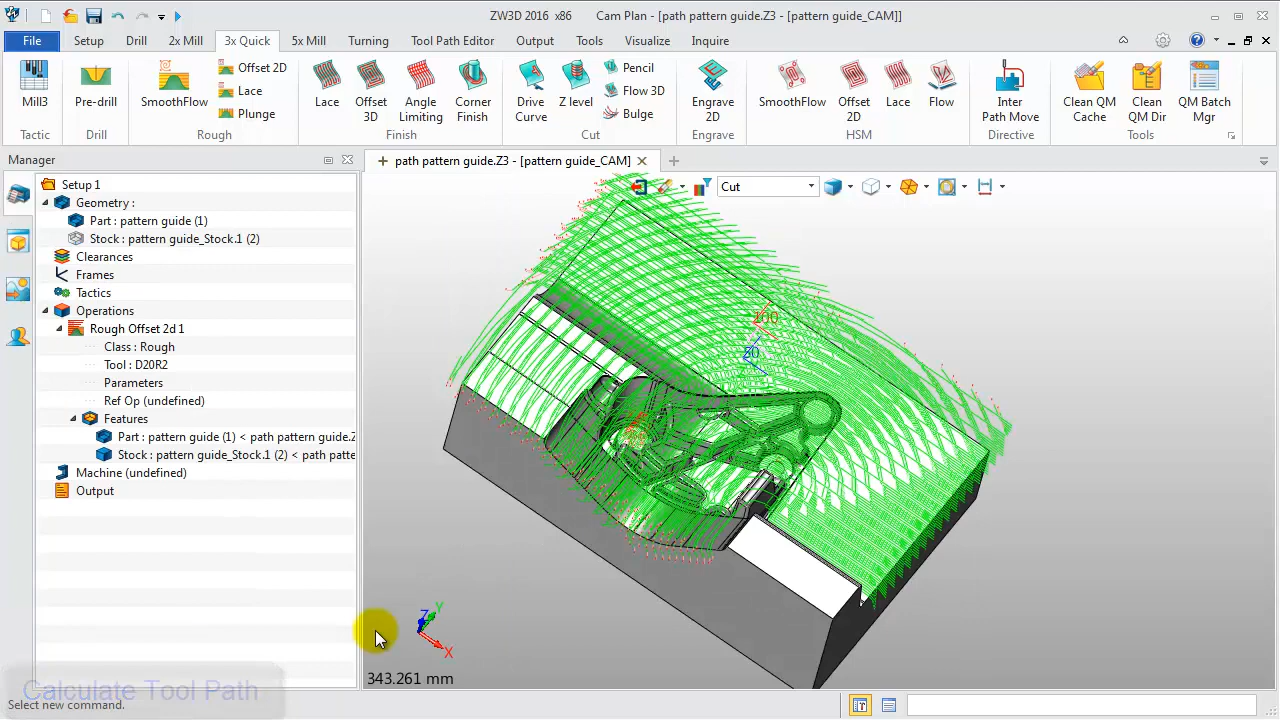 ZW3D 2016 x86 Cam Plan - [path pattern guide.Z3 - [pattern guide_CAM]]
File Setup Drill 2x Mill 3x Quick 5x Mill Turning Tool Path Editor Output Tools Visualize Inquire
Mill3
Tactic
Pre-drill
Drill
SmoothFlow
Offset 2D
Lace
Plunge
Rough
Lace
Offset 3D
Angle Limiting
Corner Finish
Finish
Drive Curve
Z level
Pencil
Flow 3D
Bulge
Cut
Engrave 2D
Engrave
SmoothFlow
Offset 2D
Lace
Flow
HSM
Inter Path Move
Directive
Clean QM Cache
Clean QM Dir
QM Batch Mgr
Tools
Manager
path pattern guide.Z3 - [pattern guide_CAM]
Cut
Setup 1
Geometry :
Part : pattern guide (1)
Stock : pattern guide_Stock.1 (2)
Clearances
Frames
Tactics
Operations
Rough Offset 2d 1
Class : Rough
Tool : D20R2
Parameters
Ref Op (undefined)
Features
Part : pattern guide (1) < path pattern guide.Z
Stock : pattern guide_Stock.1 (2) < path patte
Machine (undefined)
Output
100
50
Z
Y
X
343.261 mm
Calculate Tool Path
Select new command.